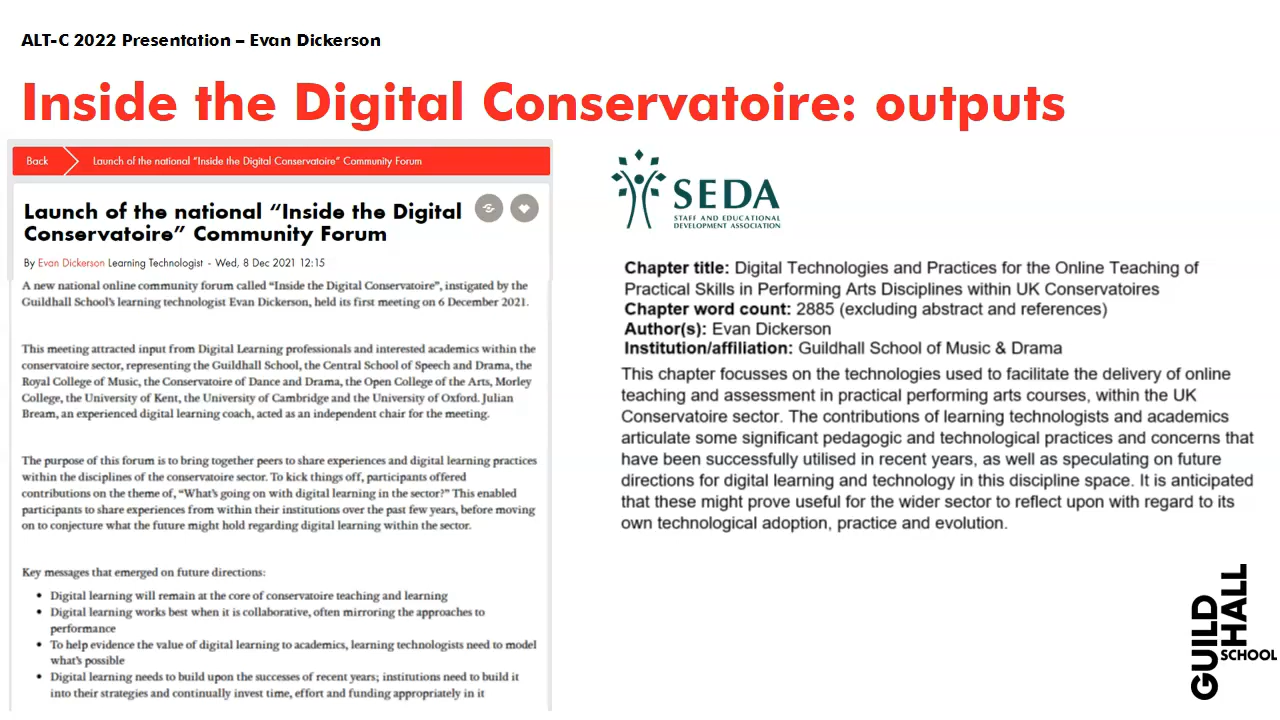 ALT-C 2022 Presentation – Evan Dickerson
Inside the Digital Conservatoire: outputs
Back
Launch of the national “Inside the Digital Conservatoire” Community Forum
Launch of the national “Inside the Digital
Conservatoire” Community Forum
By Evan Dickerson Learning Technologist - Wed, 8 Dec 2021 12:15
A new national online community forum called “Inside the Digital Conservatoire”, instigated by the
Guildhall School’s learning technologist Evan Dickerson, held its first meeting on 6 December 2021.
This meeting attracted input from Digital Learning professionals and interested academics within the
conservatoire sector, representing the Guildhall School, the Central School of Speech and Drama, the
Royal College of Music, the Conservatoire of Dance and Drama, the Open College of the Arts, Morley
College, the University of Kent, the University of Cambridge and the University of Oxford. Julian
Bream, an experienced digital learning coach, acted as an independent chair for the meeting.
The purpose of this forum is to bring together peers to share experiences and digital learning practices
within the disciplines of the conservatoire sector. To kick things off, participants offered
contributions on the theme of, “What’s going on with digital learning in the sector?” This enabled
participants to share experiences from within their institutions over the past few years, before moving
on to conjecture what the future might hold regarding digital learning within the sector.
Key messages that emerged on future directions:
• Digital learning will remain at the core of conservatoire teaching and learning
• Digital learning works best when it is collaborative, often mirroring the approaches to
performance
• To help evidence the value of digital learning to academics, learning technologists need to model
what’s possible
• Digital learning needs to build upon the successes of recent years; institutions need to build it
into their strategies and continually invest time, effort and funding appropriately in it
SEDA
STAFF AND EDUCATIONAL
DEVELOPMENT ASSOCIATION
Chapter title: Digital Technologies and Practices for the Online Teaching of
Practical Skills in Performing Arts Disciplines within UK Conservatoires
Chapter word count: 2885 (excluding abstract and references)
Author(s): Evan Dickerson
Institution/affiliation: Guildhall School of Music & Drama
This chapter focusses on the technologies used to facilitate the delivery of online
teaching and assessment in practical performing arts courses, within the UK
Conservatoire sector. The contributions of learning technologists and academics
articulate some significant pedagogic and technological practices and concerns that
have been successfully utilised in recent years, as well as speculating on future
directions for digital learning and technology in this discipline space. It is anticipated
that these might prove useful for the wider sector to reflect upon with regard to its
own technological adoption, practice and evolution.
GUILD
HALL
SCHOOL